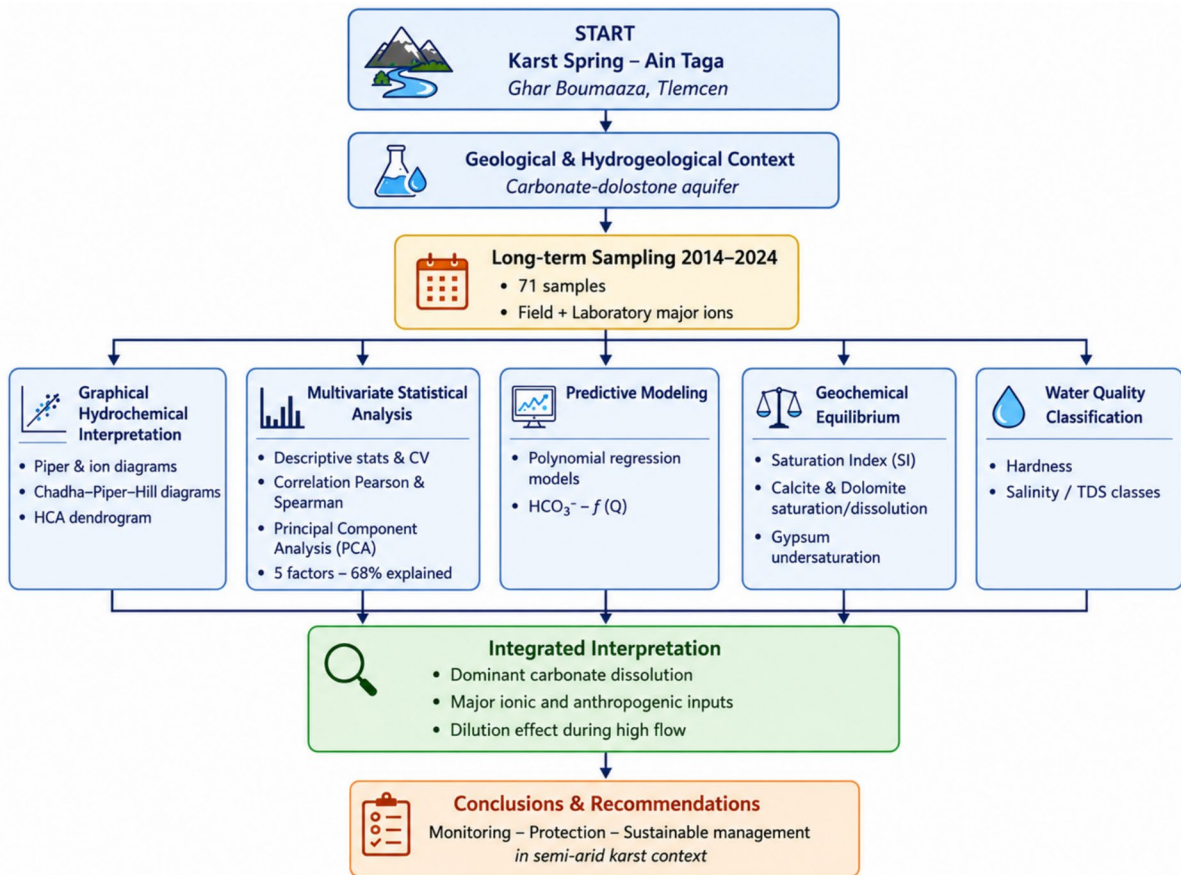 START
Karst Spring – Ain Taga
Ghar Boumaaza, Tlemcen
Geological & Hydrogeological Context
Carbonate-dolostone aquifer
Long-term Sampling 2014–2024
• 71 samples
• Field + Laboratory major ions
Graphical
Hydrochemical
Interpretation
• Piper & ion diagrams
• Chadha–Piper–Hill diagrams
• HCA dendrogram
Multivariate Statistical
Analysis
• Descriptive stats & CV
• Correlation Pearson &
Spearman
• Principal Component
Analysis (PCA)
• 5 factors – 68% explained
Predictive Modeling
• Polynomial regression
models
• HCO₃⁻ – f (Q)
Geochemical
Equilibrium
• Saturation Index (SI)
• Calcite & Dolomite
saturation/dissolution
• Gypsum
undersaturation
Water Quality
Classification
• Hardness
• Salinity / TDS classes
Integrated Interpretation
• Dominant carbonate dissolution
• Major ionic and anthropogenic inputs
• Dilution effect during high flow
Conclusions & Recommendations
Monitoring – Protection – Sustainable management
in semi-arid karst context